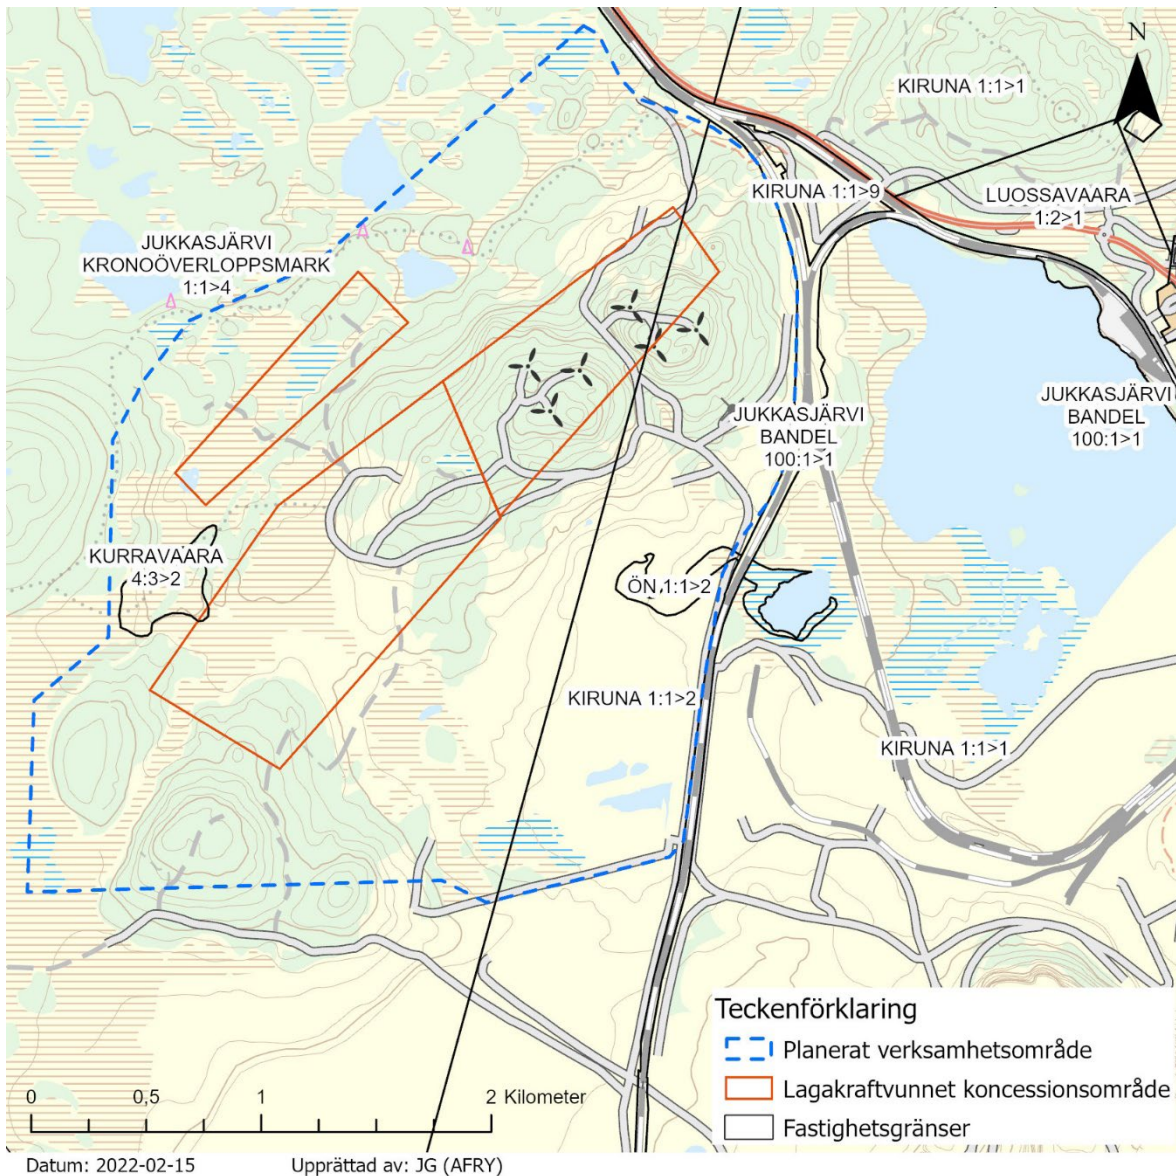 N
KIRUNA 1:1>1
KIRUNA 1:1>9
LUOSSAVAARA
1:2>1
JUKKASJÄRVI
KRONOÖVERLOPPSMARK
1:1>4
JUKKASJÄRVI
BANDEL
100:1>1
JUKKASJÄRVI
BANDEL
100:1>1
KURRAVAARA
4:3>2
ÖN 1:1>2
KIRUNA 1:1>2
KIRUNA 1:1>1
Teckenförklaring
Planerat verksamhetsområde
Lagakraftvunnet koncessionsområde
Fastighetsgränser
0 0,5 1 2 Kilometer
Datum: 2022-02-15 Upprättad av: JG (AFRY)